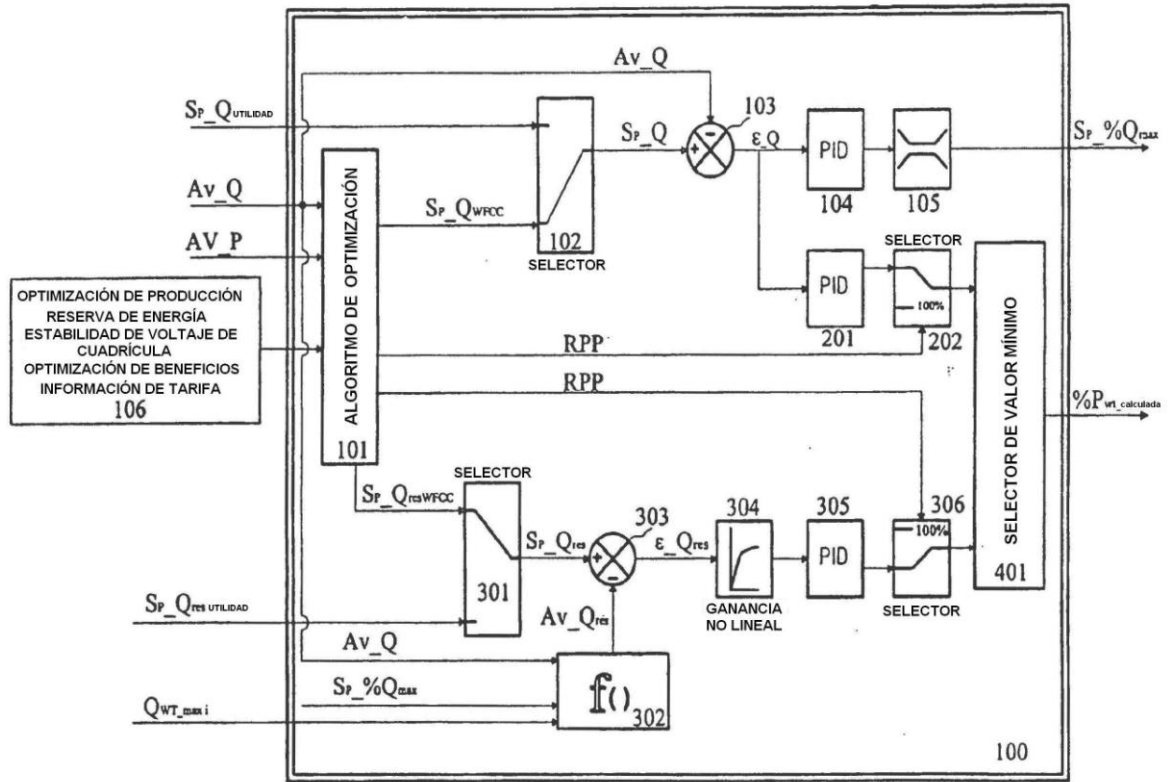 Av_Q
103
SP_QUTILIDAD
SP_Q
ε_Q
PID
SP_%Qmax
104
105
Av_Q
SP_QWFCC
102
SELECTOR
ALGORITMO DE OPTIMIZACIÓN
101
AV_P
SELECTOR
PID
100%
201
202
OPTIMIZACIÓN DE PRODUCCIÓN
RESERVA DE ENERGÍA
ESTABILIDAD DE VOLTAJE DE
CUADRÍCULA
OPTIMIZACIÓN DE BENEFICIOS
INFORMACIÓN DE TARIFA
106
RPP
RPP
SELECTOR DE VALOR MÍNIMO
401
%Pwt_calculada
SELECTOR
SP_QresWFCC
301
SP_Qres
303
ε_Qres
304
305
306
PID
100%
GANANCIA
NO LINEAL
SELECTOR
SP_Qres UTILIDAD
Av_Qres
Av_Q
SP_%Qmax
QWT_max i
f()
302
100